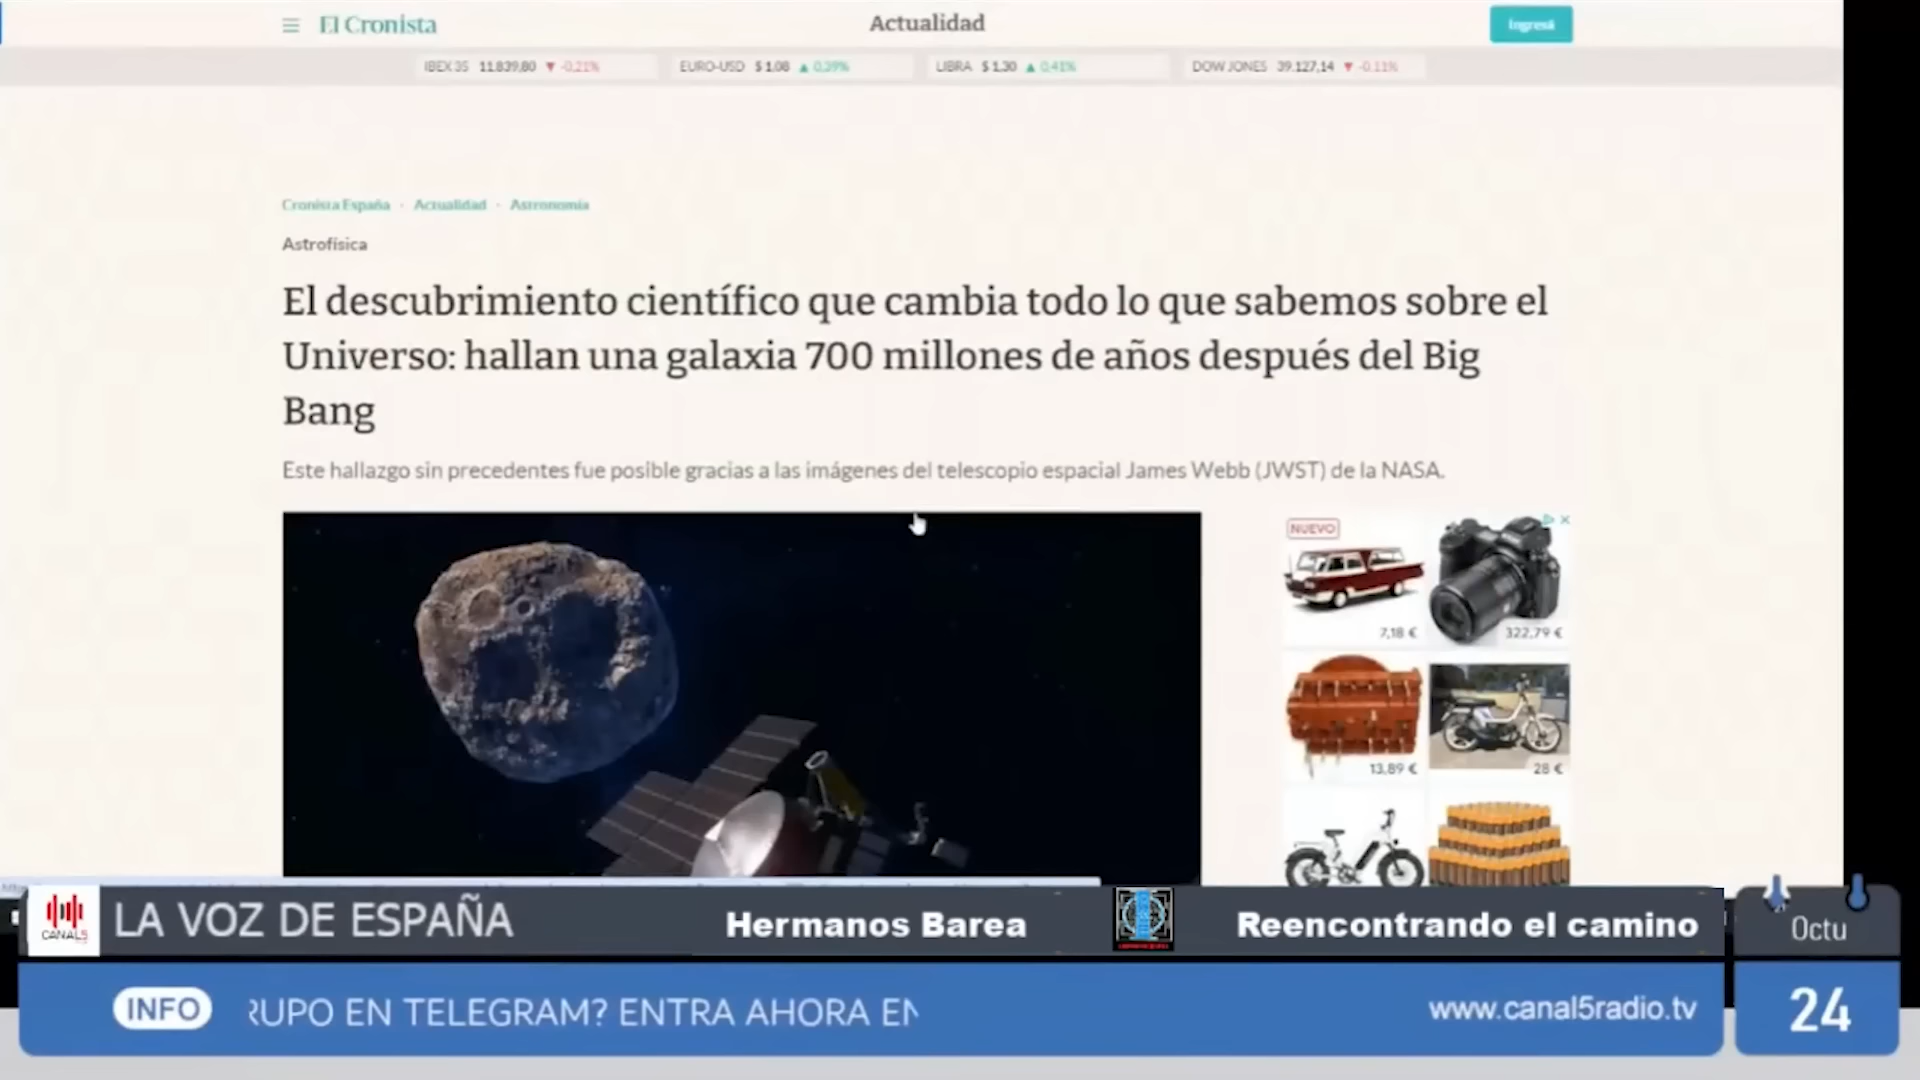 El Cronista
Actualidad
Ingresá
IBEX 35 11.839,80 ▼ -0,21%
EURO-USD $ 1,08 ▲ 0,39%
LIBRA $ 1,30 ▲ 0,41%
DOW JONES 39.127,14 ▼ -0,11%
Cronista España · Actualidad · Astronomía
Astrofísica
El descubrimiento científico que cambia todo lo que sabemos sobre el
Universo: hallan una galaxia 700 millones de años después del Big
Bang
Este hallazgo sin precedentes fue posible gracias a las imágenes del telescopio espacial James Webb (JWST) de la NASA.
NUEVO
7,18 €
322,79 €
13,89 €
28 €
CANAL5
LA VOZ DE ESPAÑA
Hermanos Barea
Reencontrando el camino
Octu
INFO
RUPO EN TELEGRAM? ENTRA AHORA EN
www.canal5radio.tv
24